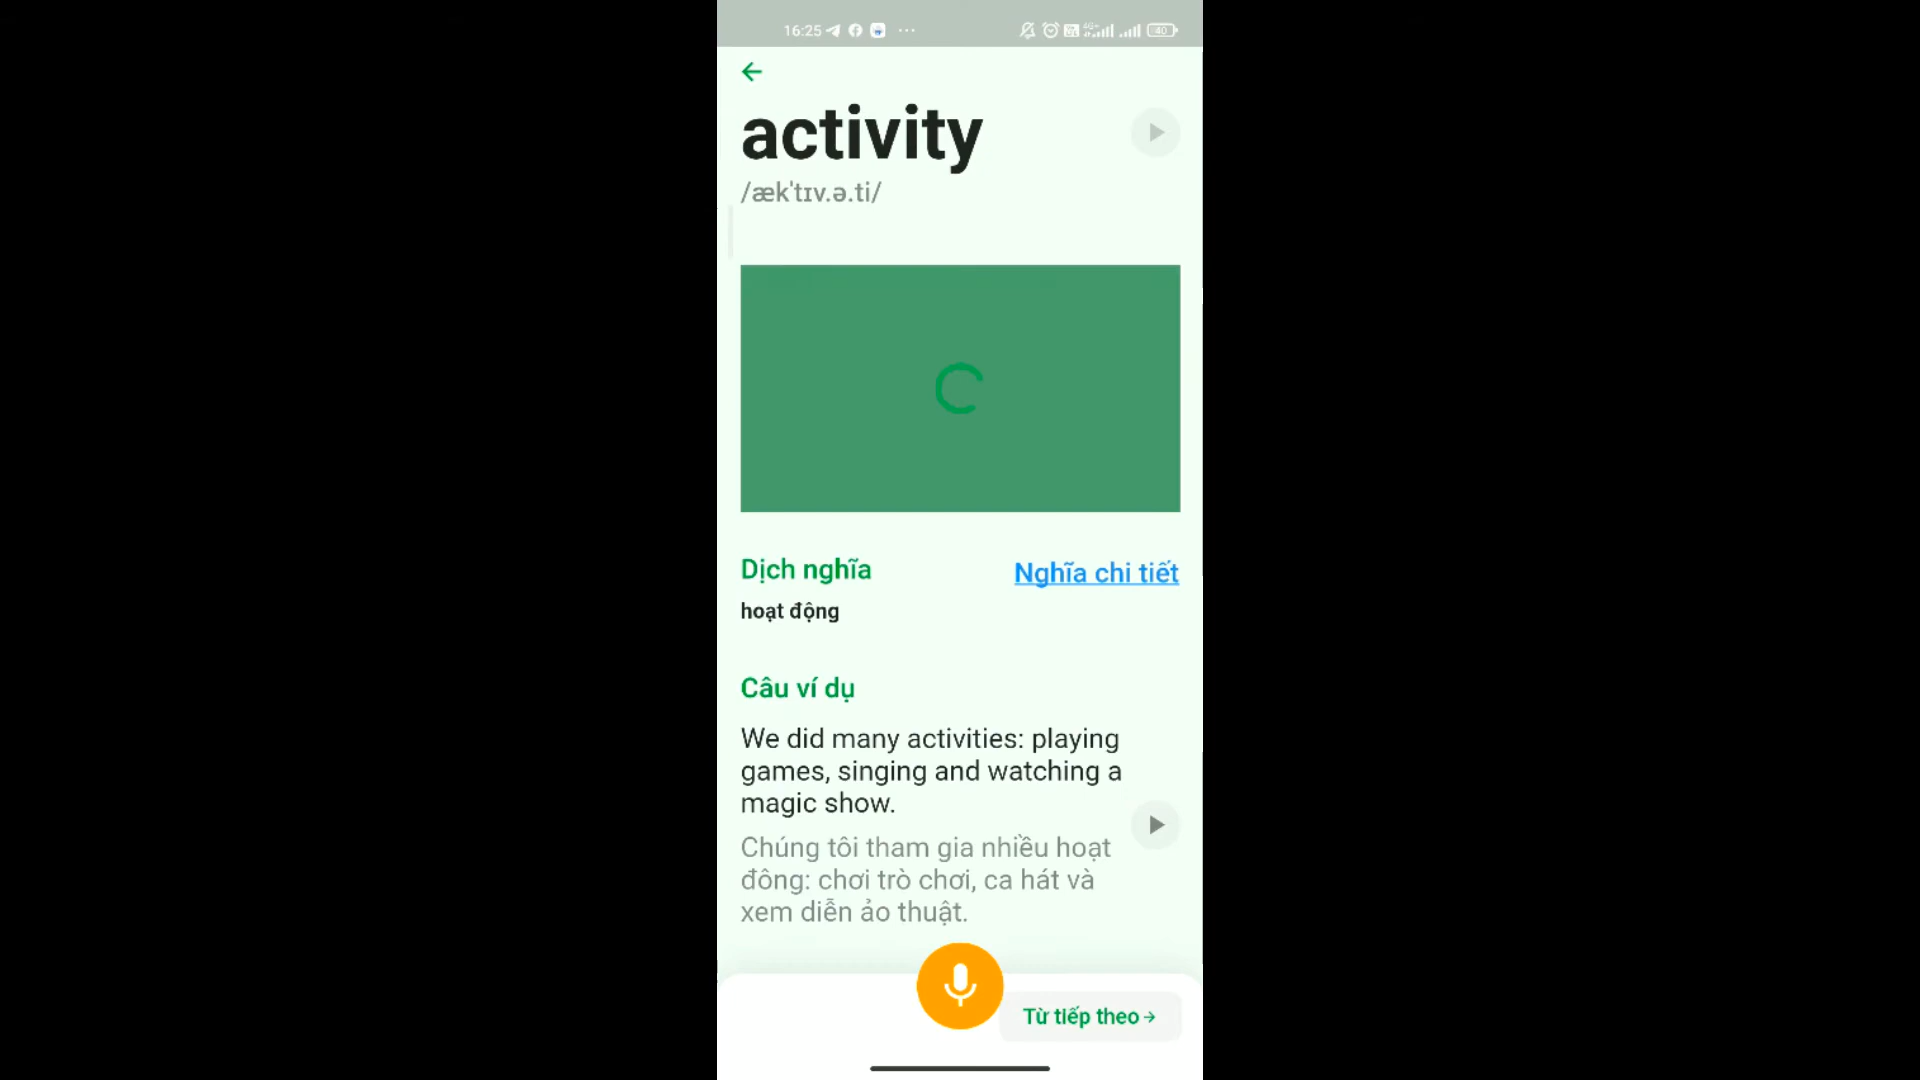 16:25 ...
4G+ 40
activity
/æk'tɪv.ə.ti/
Dịch nghĩa
Nghĩa chi tiết
hoạt động
Câu ví dụ
We did many activities: playing
games, singing and watching a
magic show.
Chúng tôi tham gia nhiều hoạt
đông: chơi trò chơi, ca hát và
xem diễn ảo thuật.
Từ tiếp theo→